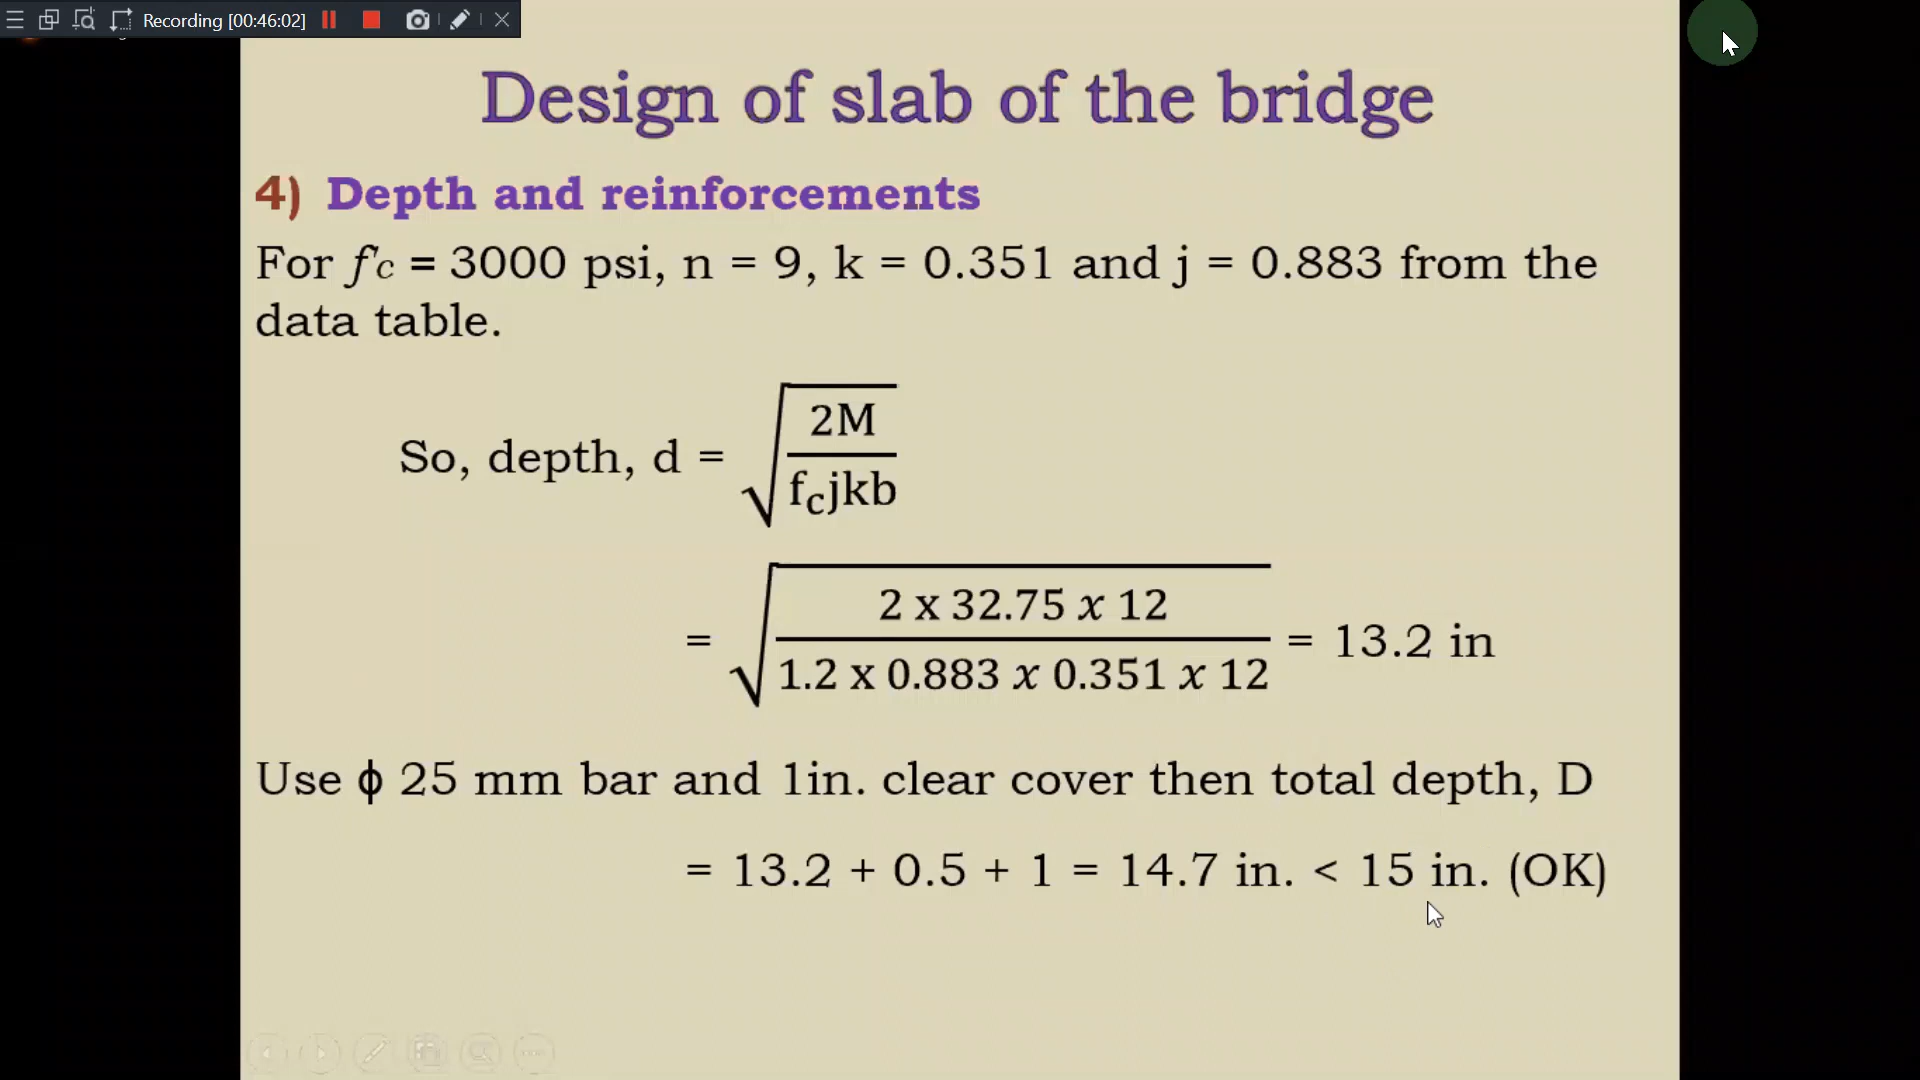 Recording [00:46:02]
Design of slab of the bridge
4) Depth and reinforcements
For f'c = 3000 psi, n = 9, k = 0.351 and j = 0.883 from the
data table.
So, depth, d = √(2M / fcjkb)
= √(2 x 32.75 x 12 / 1.2 x 0.883 x 0.351 x 12) = 13.2 in
Use ϕ 25 mm bar and 1in. clear cover then total depth, D
= 13.2 + 0.5 + 1 = 14.7 in. < 15 in. (OK)